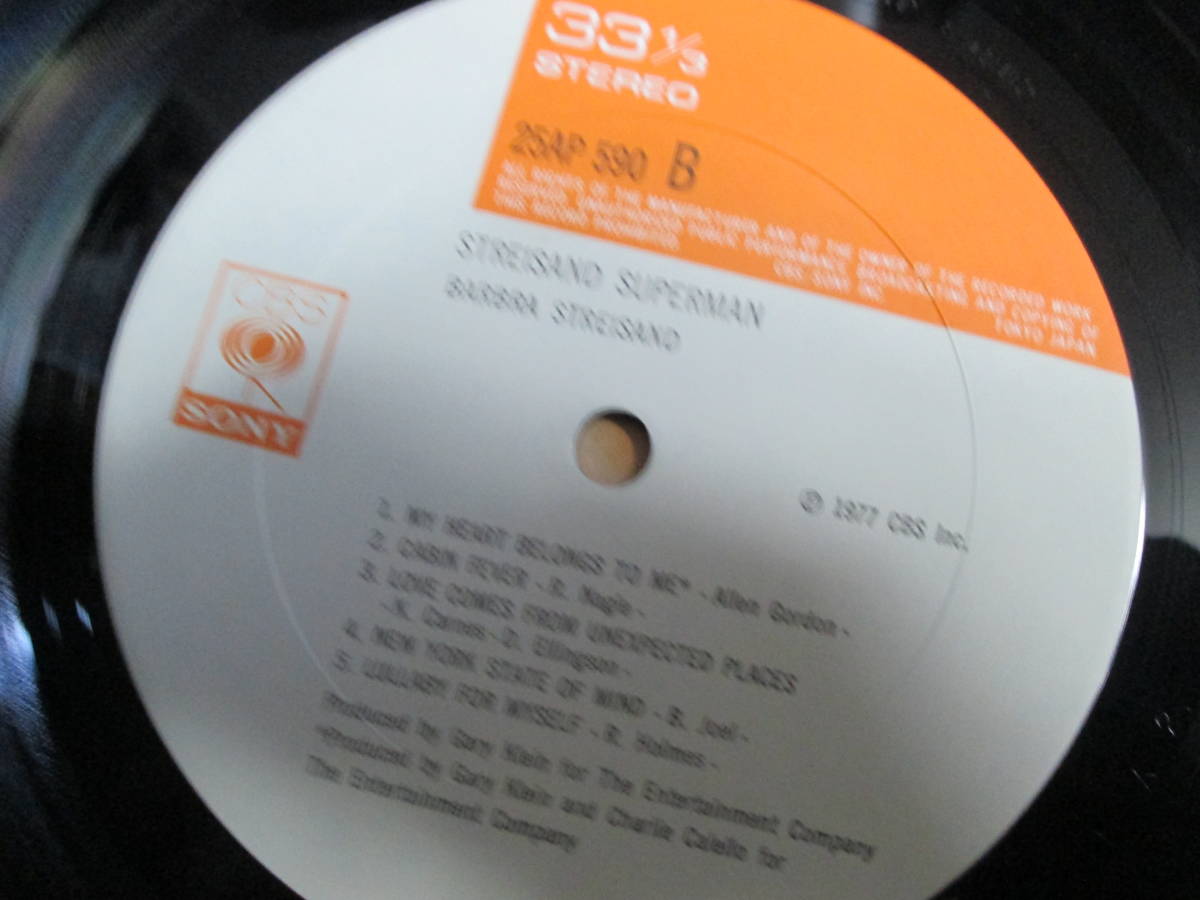 33 1/3
STEREO
25AP 590 B
ALL RIGHTS OF THE MANUFACTURER AND OF THE OWNER OF THE RECORDED WORK
RESERVED. UNAUTHORIZED PUBLIC PERFORMANCE, BROADCASTING AND COPYING OF
THIS RECORD PROHIBITED.
CBS/SONY INC. TOKYO JAPAN
STREISAND SUPERMAN
BARBRA STREISAND
CBS
SONY
℗ 1977 CBS Inc.
1. MY HEART BELONGS TO ME* - Allen Gordon -
2. CABIN FEVER - R. Nagle -
3. LOVE COMES FROM UNEXPECTED PLACES
- K. Carnes - D. Ellingson -
4. NEW YORK STATE OF MIND - B. Joel -
5. LULLABY FOR MYSELF - R. Holmes -
Produced by Gary Klein for The Entertainment Company
*Produced by Gary Klein and Charlie Calello for
The Entertainment Company